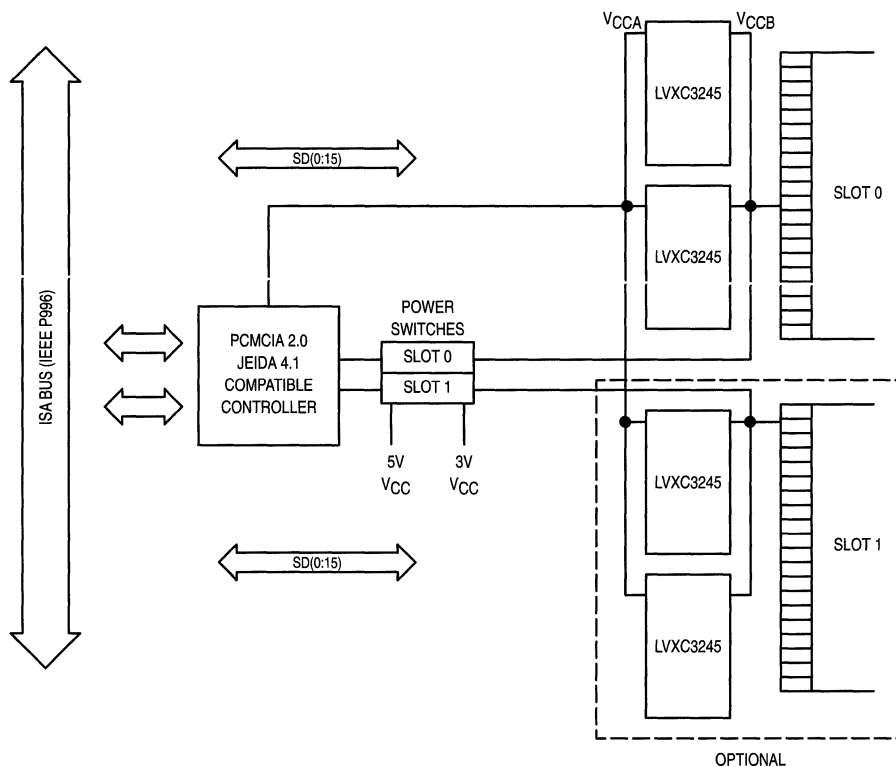 VCCA
VCCB
LVXC3245
SD(0:15)
SLOT 0
LVXC3245
ISA BUS (IEEE P996)
POWER
SWITCHES
PCMCIA 2.0
JEIDA 4.1
COMPATIBLE
CONTROLLER
SLOT 0
SLOT 1
5V
VCC
3V
VCC
LVXC3245
SD(0:15)
SLOT 1
LVXC3245
OPTIONAL